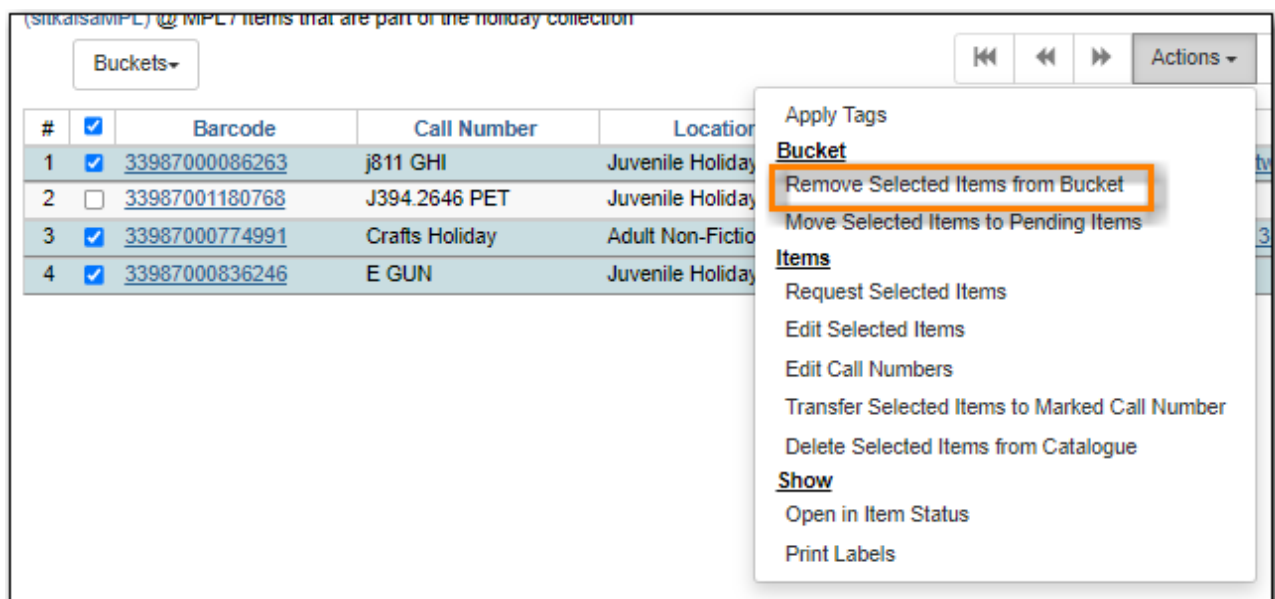 (sitkaisaMPL) @ MPL / Items that are part of the holiday collection
Buckets
Actions
# Barcode Call Number Location
1 33987000086263 j811 GHI Juvenile Holiday
2 33987001180768 J394.2646 PET Juvenile Holiday
3 33987000774991 Crafts Holiday Adult Non-Fictio 3
4 33987000836246 E GUN Juvenile Holiday
Apply Tags
Bucket
Remove Selected Items from Bucket
Move Selected Items to Pending Items
Items
Request Selected Items
Edit Selected Items
Edit Call Numbers
Transfer Selected Items to Marked Call Number
Delete Selected Items from Catalogue
Show
Open in Item Status
Print Labels